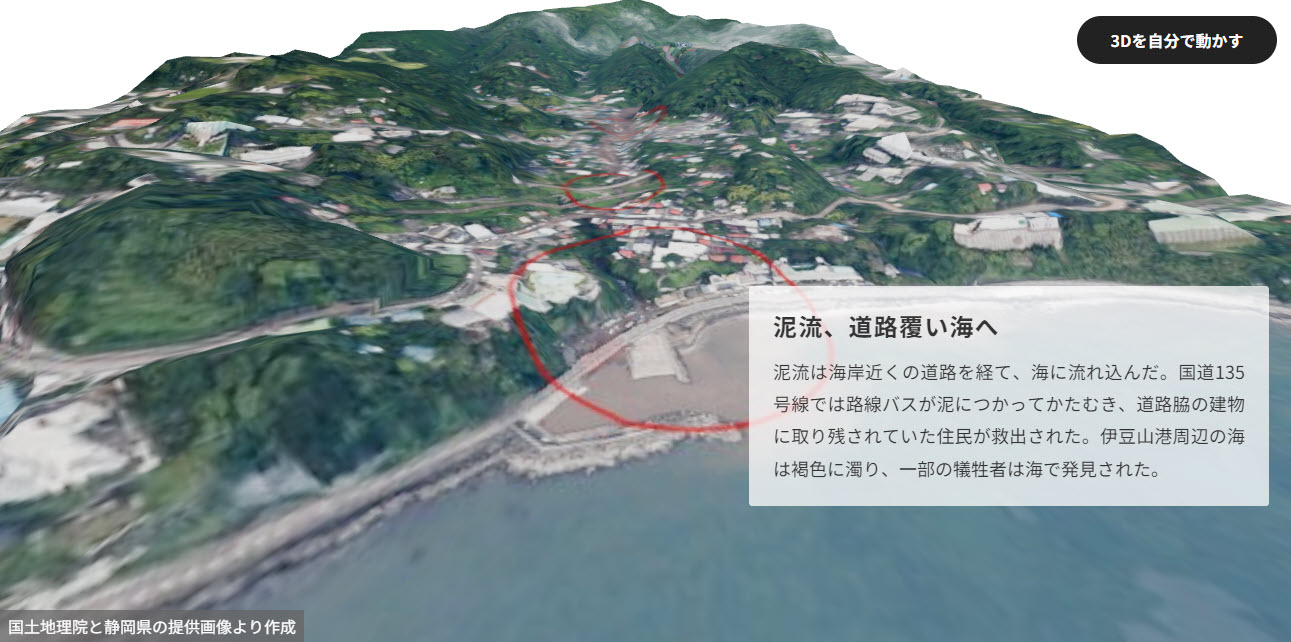 3Dを自分で動かす
泥流、道路覆い海へ
泥流は海岸近くの道路を経て、海に流れ込んだ。国道135
号線では路線バスが泥につかってかたむき、道路脇の建物
に取り残されていた住民が救出された。伊豆山港周辺の海
は褐色に濁り、一部の犠牲者は海で発見された。
国土地理院と静岡県の提供画像より作成